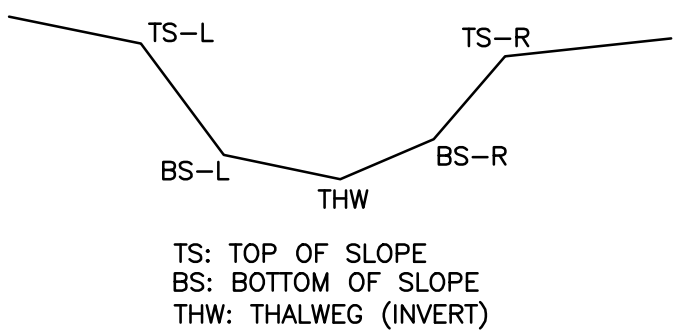 TS-L
TS-R
BS-L
BS-R
THW
TS: TOP OF SLOPE
BS: BOTTOM OF SLOPE
THW: THALWEG (INVERT)